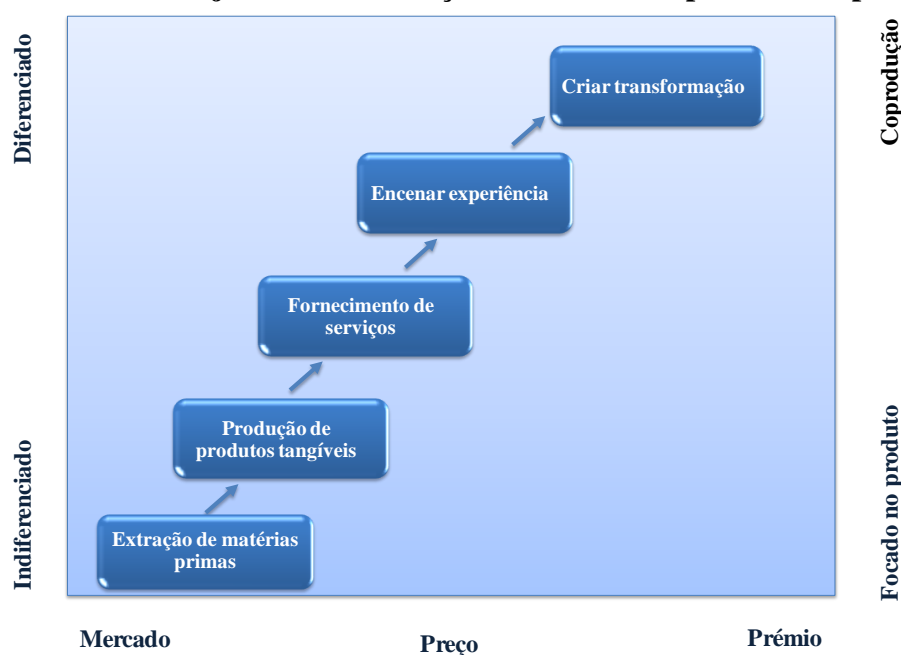 Diferenciado
Coprodução
Criar transformação
Encenar experiência
Fornecimento de
serviços
Produção de
produtos tangíveis
Extração de matérias
primas
Indiferenciado
Focado no produto
Mercado
Preço
Prémio